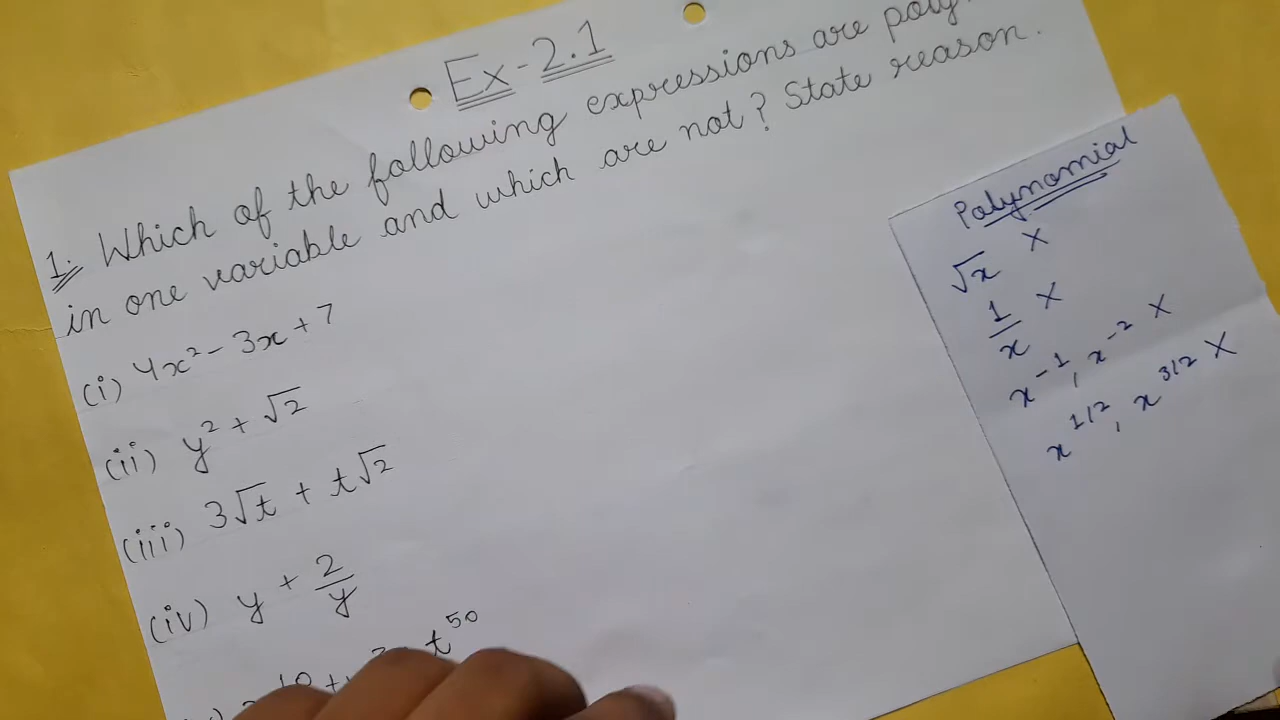 Ex-2.1
1. Which of the following expressions are poly
in one variable and which are not? State reason.
(i) 4x² - 3x + 7
(ii) y² + √2
(iii) 3√t + t√2
(iv) y + 2/y
10 + t⁵⁰
Polynomial
√x ×
1/x ×
x⁻¹, x⁻² ×
x^1/2, x^3/2 ×